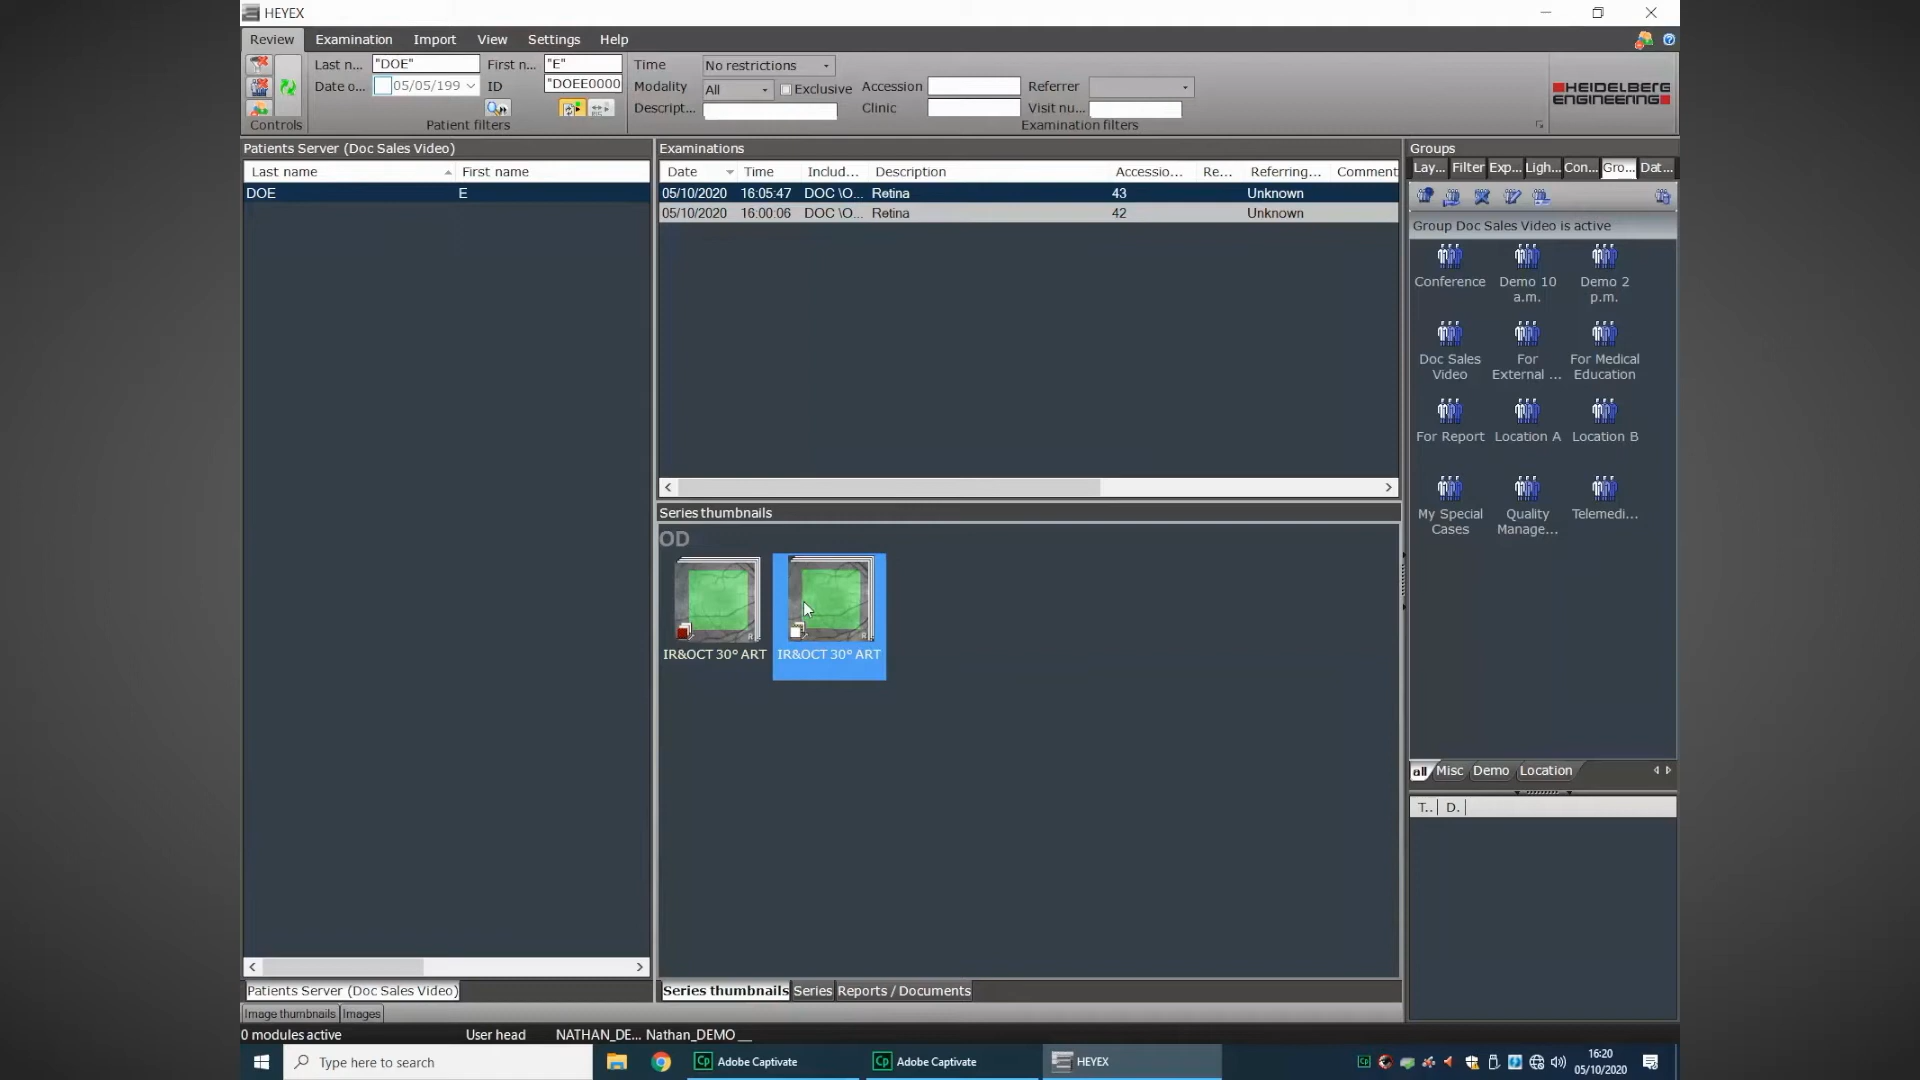 HEYEX
Review Examination Import View Settings Help
Last n... "DOE" First n... "E" Time No restrictions
Date o... 05/05/199 ID "DOEE0000 Modality All Exclusive Accession Referrer
Descript... Clinic Visit nu...
Controls Patient filters Examination filters
HEIDELBERG
ENGINEERING
Patients Server (Doc Sales Video)
Last name First name
DOE E
Examinations
Date Time Includ... Description Accessio... Re... Referring... Comment
05/10/2020 16:05:47 DOC \O... Retina 43 Unknown
05/10/2020 16:00:06 DOC \O... Retina 42 Unknown
Groups
Lay... Filter Exp... Ligh... Con... Gro... Dat...
Group Doc Sales Video is active
Conference Demo 10 a.m. Demo 2 p.m.
Doc Sales Video For External ... For Medical Education
For Report Location A Location B
My Special Cases Quality Manage... Telemedi...
all Misc Demo Location
T.. D.
Series thumbnails
OD
IR&OCT 30° ART IR&OCT 30° ART
Series thumbnails Series Reports / Documents
Patients Server (Doc Sales Video)
Image thumbnails Images
0 modules active User head NATHAN_DE... Nathan_DEMO __
Type here to search Adobe Captivate Adobe Captivate HEYEX
16:20
05/10/2020